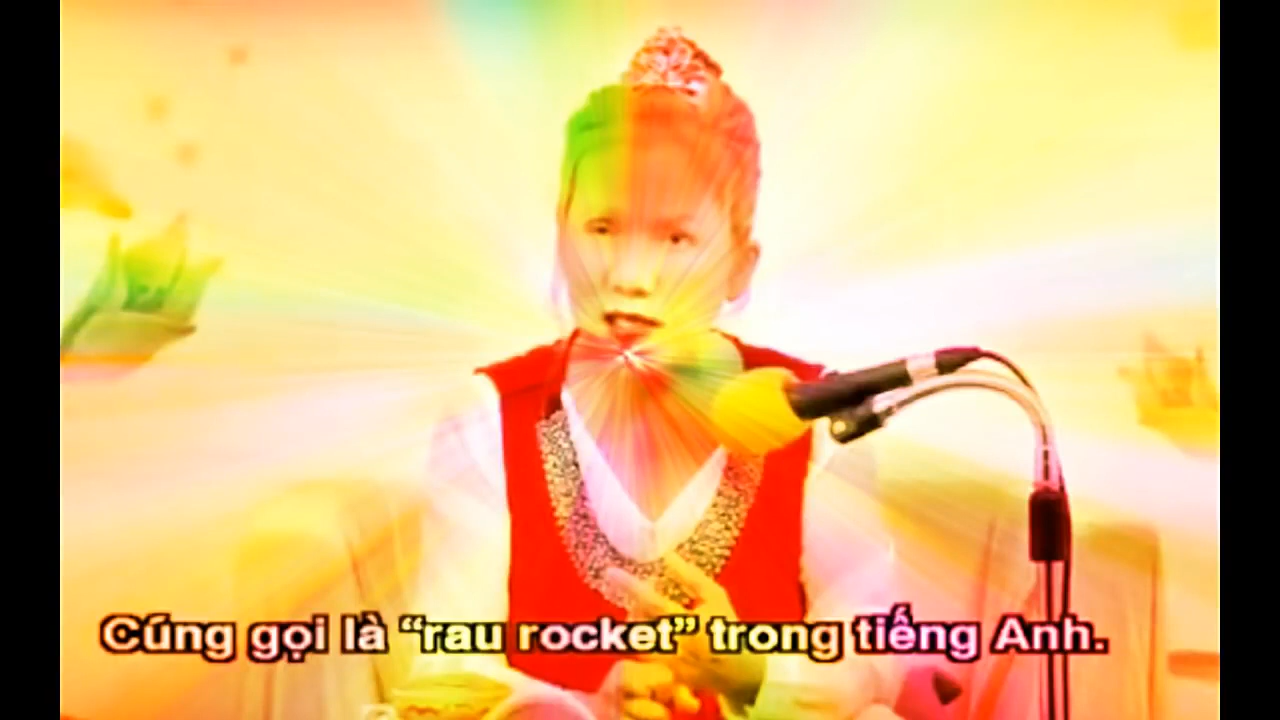 Cúng gọi là “rau rocket” trong tiếng Anh.